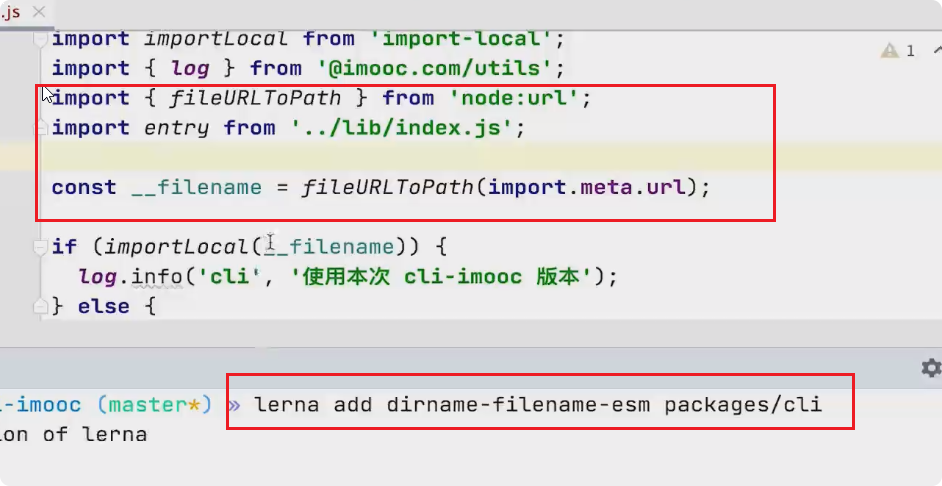 .js
import importLocal from 'import-local';
import { log } from '@imooc.com/utils';
import { fileURLToPath } from 'node:url';
import entry from '../lib/index.js';
const __filename = fileURLToPath(import.meta.url);
if (importLocal(__filename)) {
log.info('cli', '使用本次 cli-imooc 版本');
} else {
1
-imooc (master*) » lerna add dirname-filename-esm packages/cli
on of lerna